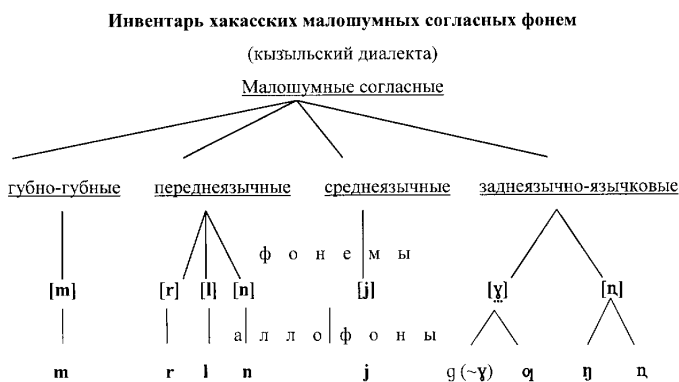 Инвентарь хакасских малошумных согласных фонем
(кызыльский диалекта)
Малошумные согласные
губно-губные переднеязычные среднеязычные заднеязычно-язычковые
ф о н е м ы
[m] [r] [l] [n] [j] [ɣ̤] [ꞑ]
а л л о ф о н ы
m r l n j ɡ (~ɣ) ƣ ŋ ꞑ